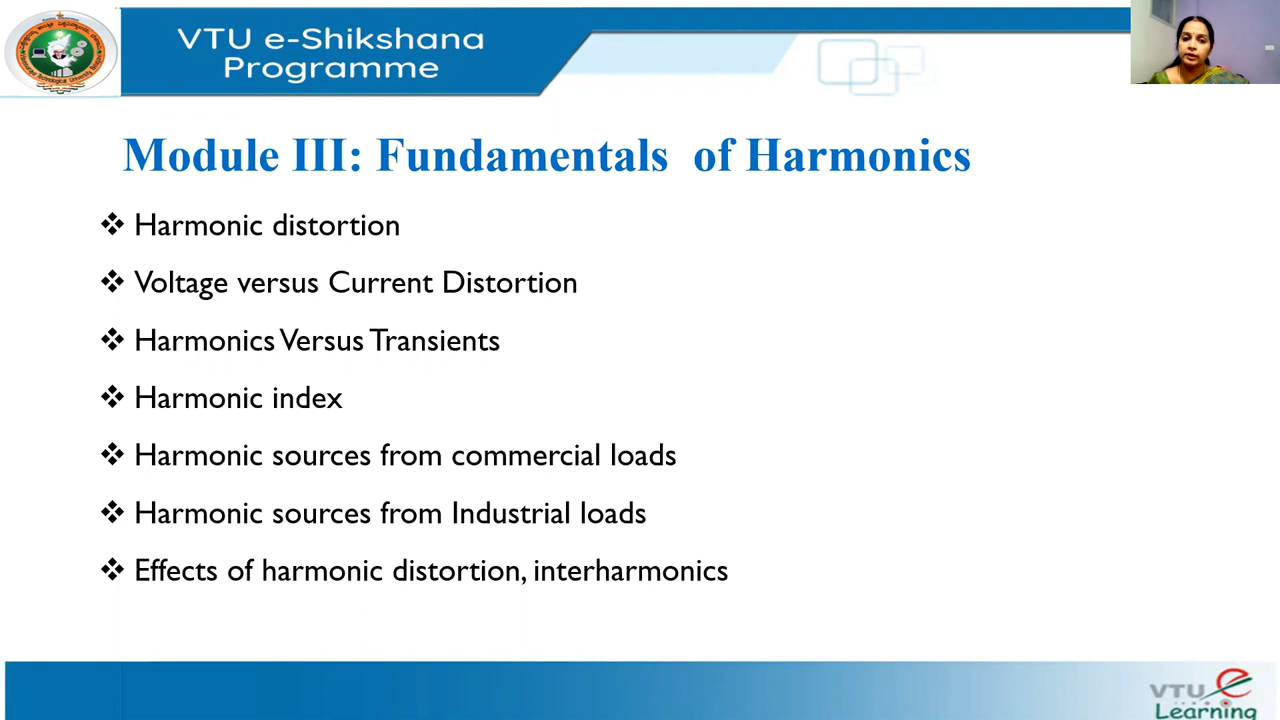 VTU e-Shikshana
Programme
Module III: Fundamentals of Harmonics
❖ Harmonic distortion
❖ Voltage versus Current Distortion
❖ Harmonics Versus Transients
❖ Harmonic index
❖ Harmonic sources from commercial loads
❖ Harmonic sources from Industrial loads
❖ Effects of harmonic distortion, interharmonics
VTU e
Learning